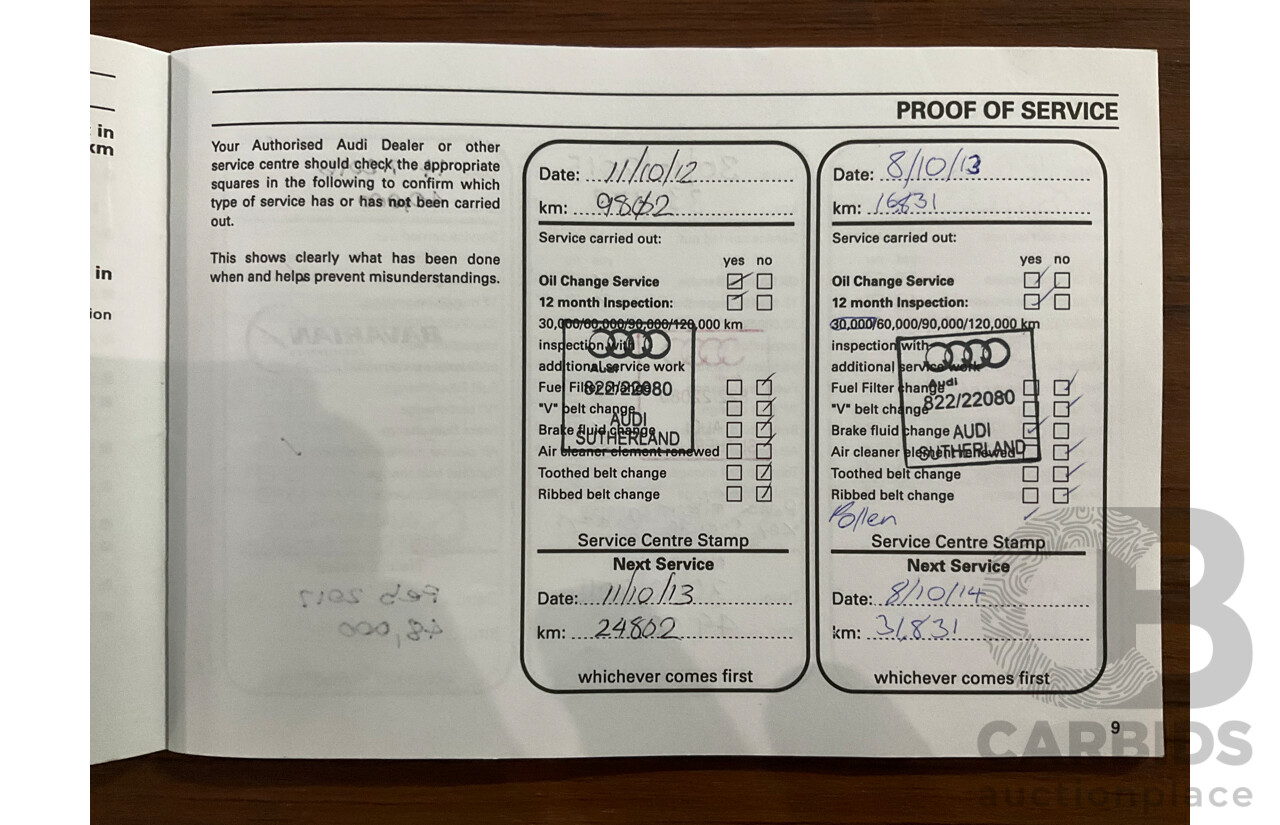 in
km
in
ion
PROOF OF SERVICE
Your Authorised Audi Dealer or other
service centre should check the appropriate
squares in the following to confirm which
type of service has or has not been carried
out.
This shows clearly what has been done
when and helps prevent misunderstandings.
Date: 11/10/12
km: 9802
Service carried out:
yes no
Oil Change Service
12 month Inspection:
30,000/60,000/90,000/120,000 km
inspection with
additional service work
Fuel Filter change
"V" belt change
Brake fluid change
Air cleaner element renewed
Toothed belt change
Ribbed belt change
Audi
822/22080
AUDI
SUTHERLAND
Service Centre Stamp
Next Service
Date: 11/10/13
km: 24802
whichever comes first
Date: 8/10/13
km: 16831
Service carried out:
yes no
Oil Change Service
12 month Inspection:
30,000/60,000/90,000/120,000 km
inspection with
additional service work
Fuel Filter change
"V" belt change
Brake fluid change
Air cleaner element renewed
Toothed belt change
Ribbed belt change
Pollen
Audi
822/22080
AUDI
SUTHERLAND
Service Centre Stamp
Next Service
Date: 8/10/14
km: 31,831
whichever comes first
9
CARBIDS
auctionplace